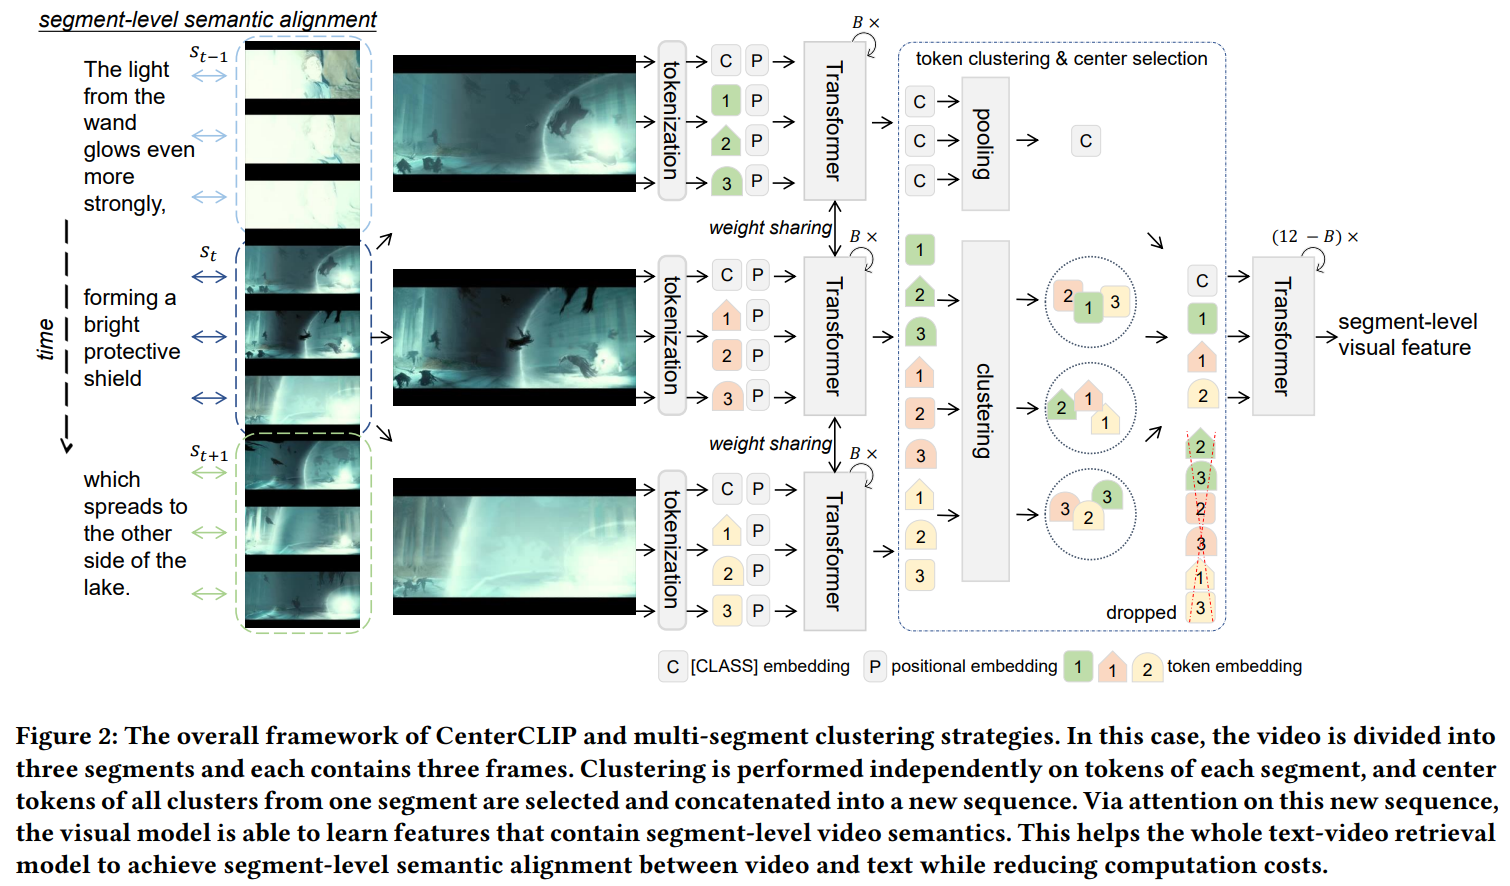 segment-level semantic alignment
s_{t-1}
The light
from the
wand
glows even
more
strongly,
time
s_t
forming a
bright
protective
shield
s_{t+1}
which
spreads to
the other
side of the
lake.
tokenization
C P
1 P
2 P
3 P
B ×
Transformer
weight sharing
tokenization
C P
1 P
2 P
3 P
B ×
Transformer
weight sharing
tokenization
C P
1 P
2 P
3 P
B ×
Transformer
token clustering & center selection
C
C
C
pooling
C
1
2
3
1
2
3
1
2
3
clustering
2 1 3
2 1 1
3 2 3
C
1
1
2
2
3
2
3
1
3
dropped
(12 − B) ×
Transformer
segment-level
visual feature
C [CLASS] embedding P positional embedding 1 1 2 token embedding
Figure 2: The overall framework of CenterCLIP and multi-segment clustering strategies. In this case, the video is divided into
three segments and each contains three frames. Clustering is performed independently on tokens of each segment, and center
tokens of all clusters from one segment are selected and concatenated into a new sequence. Via attention on this new sequence,
the visual model is able to learn features that contain segment-level video semantics. This helps the whole text-video retrieval
model to achieve segment-level semantic alignment between video and text while reducing computation costs.